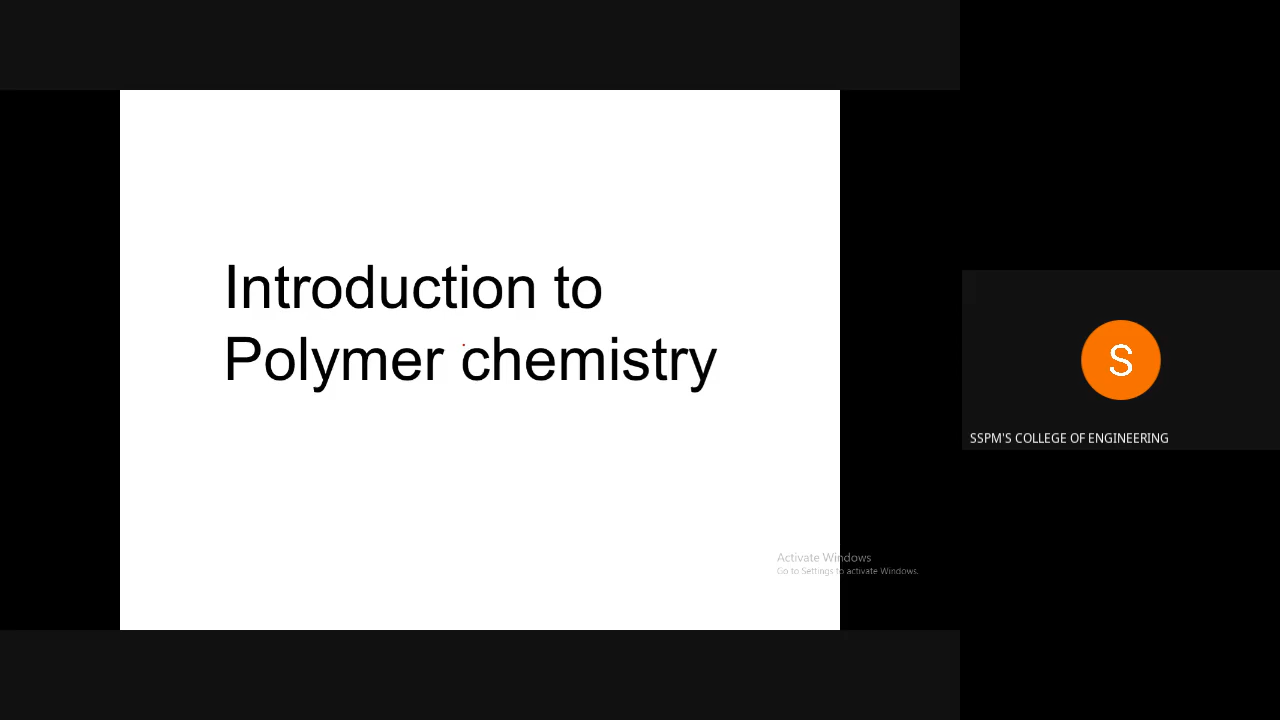 Introduction to
Polymer chemistry
S
SSPM'S COLLEGE OF ENGINEERING
Activate Windows
Go to Settings to activate Windows.